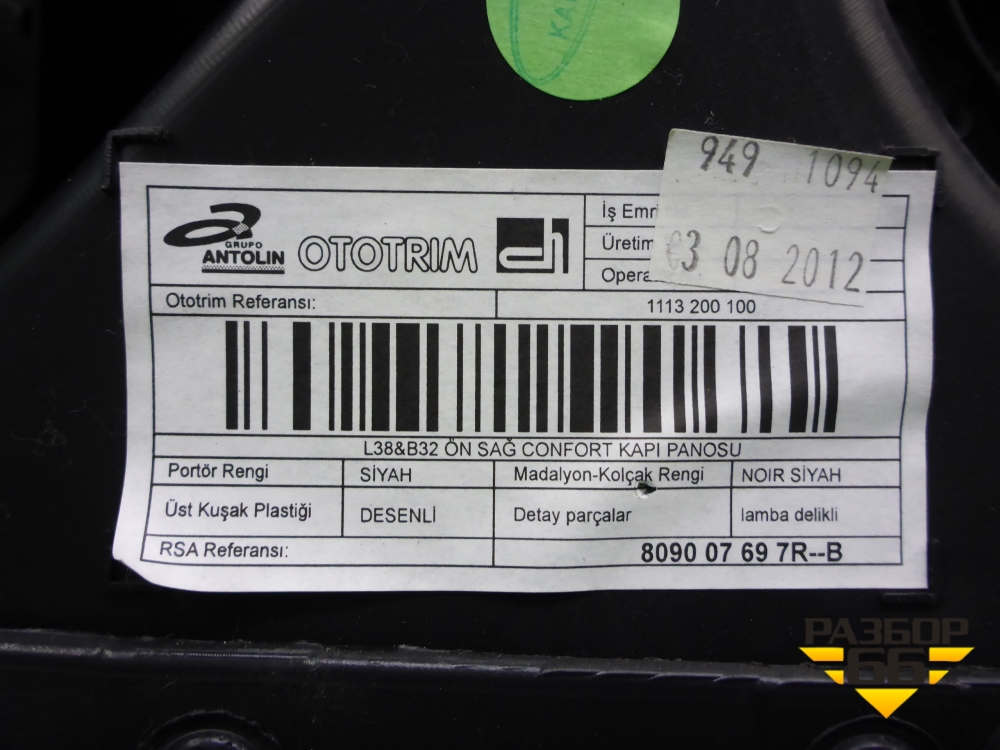 949 1094
3 08 2012
GRUPO
ANTOLIN
OTOTRIM
İş Emr
Üretim
Opera
Ototrim Referansı: 1113 200 100
L38&B32 ÖN SAĞ CONFORT KAPI PANOSU
Portör Rengi SİYAH Madalyon-Kolçak Rengi NOIR SİYAH
Üst Kuşak Plastiği DESENLİ Detay parçalar lamba delikli
RSA Referansı: 8090 07 69 7R--B
РАЗБОР
66